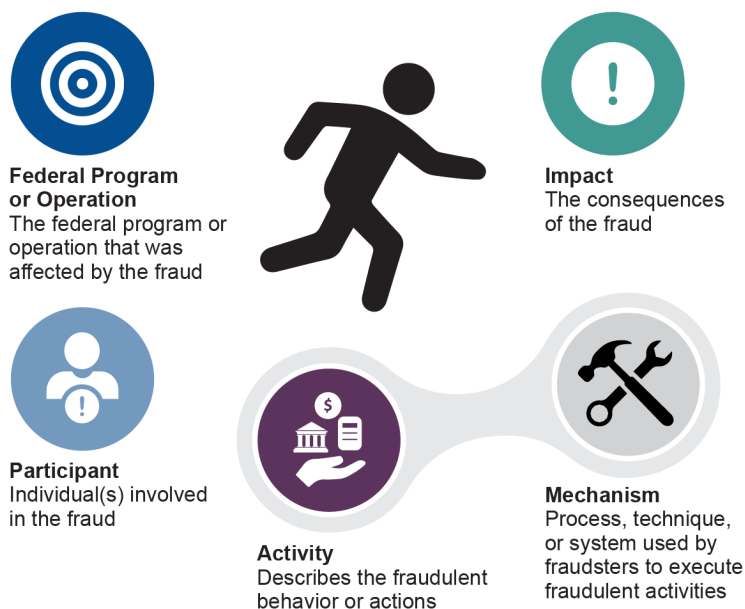 Federal Program
or Operation
The federal program or
operation that was
affected by the fraud
Impact
The consequences
of the fraud
Participant
Individual(s) involved
in the fraud
$
Activity
Describes the fraudulent
behavior or actions
Mechanism
Process, technique,
or system used by
fraudsters to execute
fraudulent activities